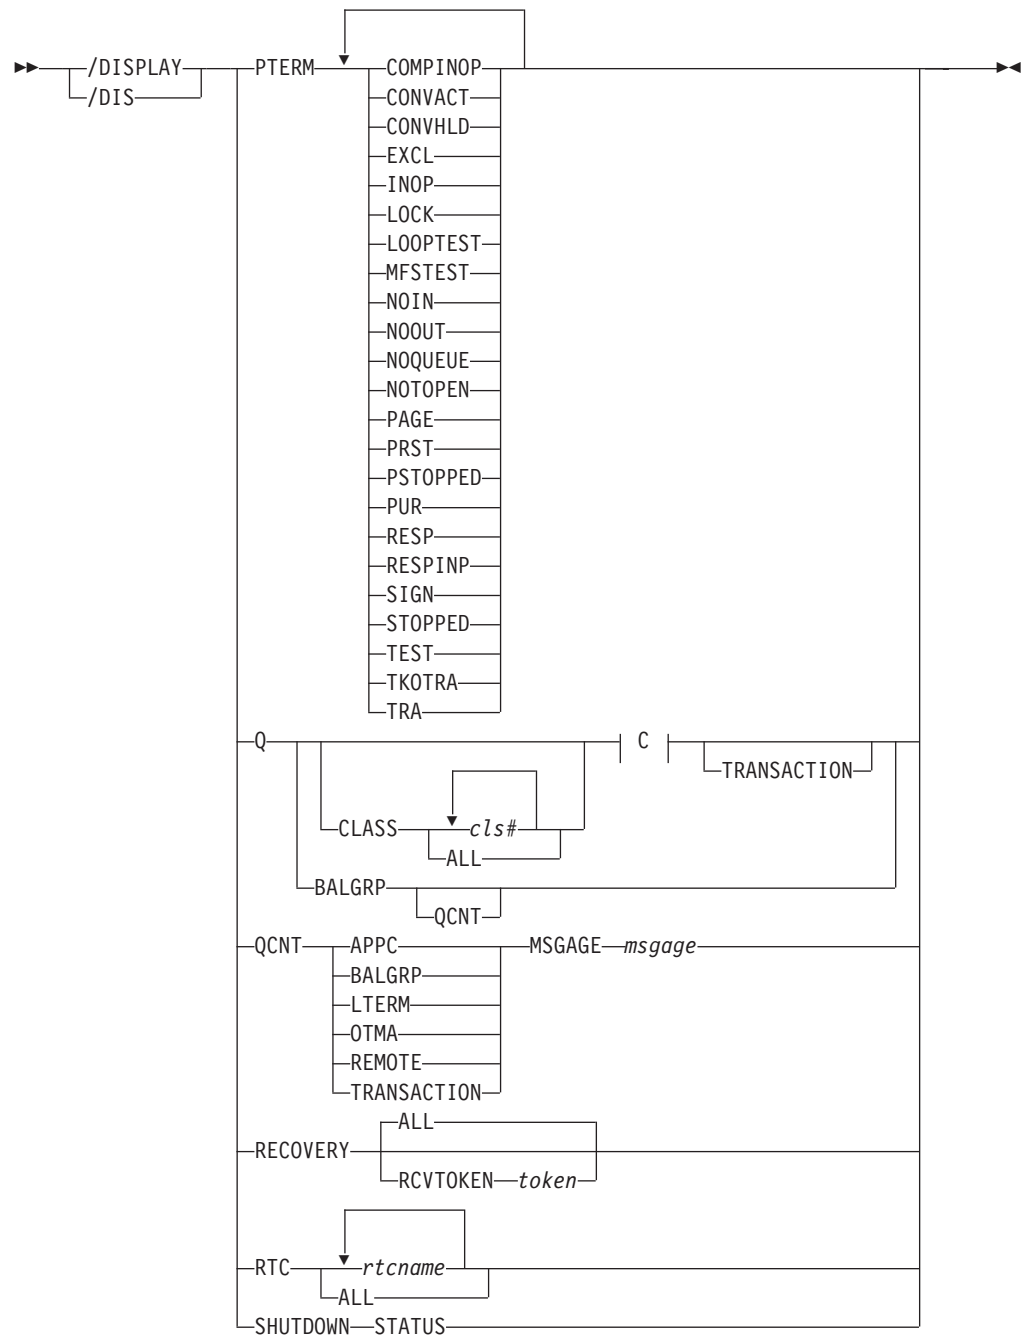 /DISPLAY PTERM COMPINOP
/DIS CONVACT
CONVHLD
EXCL
INOP
LOCK
LOOPTEST
MFSTEST
NOIN
NOOUT
NOQUEUE
NOTOPEN
PAGE
PRST
PSTOPPED
PUR
RESP
RESPINP
SIGN
STOPPED
TEST
TKOTRA
TRA
Q C
TRANSACTION
CLASS cls#
ALL
BALGRP
QCNT
QCNT APPC MSGAGE msgage
BALGRP
LTERM
OTMA
REMOTE
TRANSACTION
ALL
RECOVERY
RCVTOKEN token
RTC rtcname
ALL
SHUTDOWN STATUS